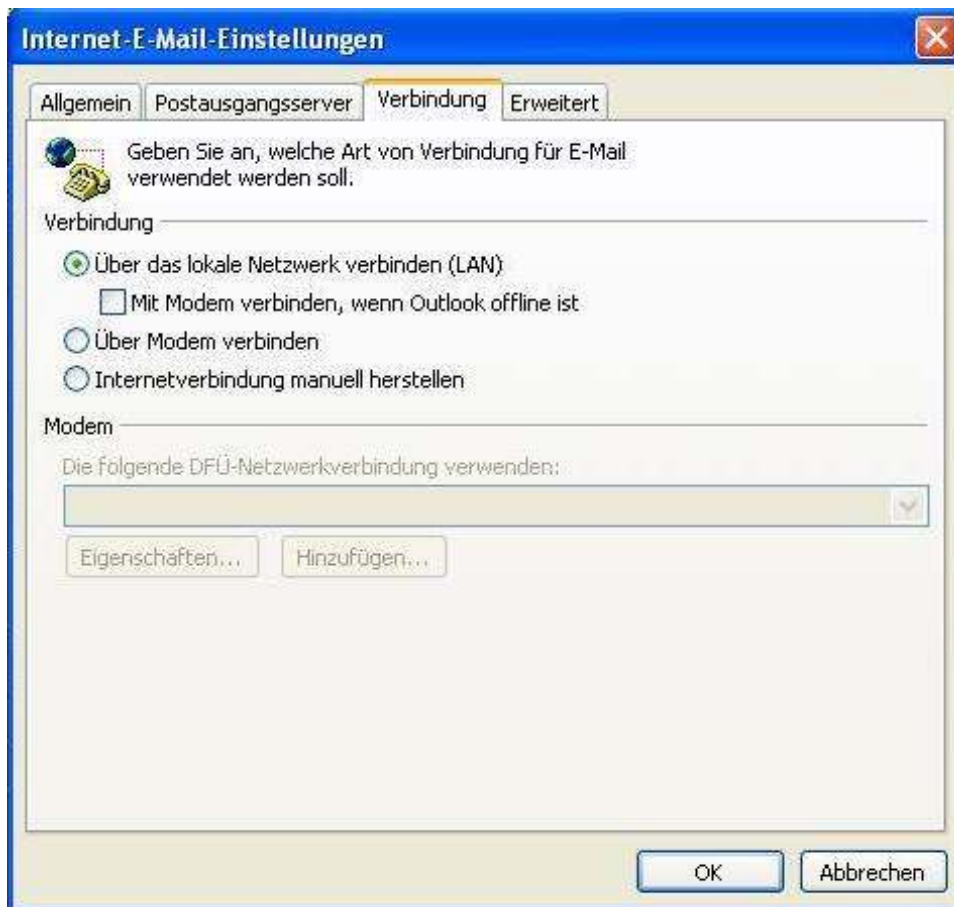 Internet-E-Mail-Einstellungen
Allgemein Postausgangsserver Verbindung Erweitert
Geben Sie an, welche Art von Verbindung für E-Mail
verwendet werden soll.
Verbindung
Über das lokale Netzwerk verbinden (LAN)
Mit Modem verbinden, wenn Outlook offline ist
Über Modem verbinden
Internetverbindung manuell herstellen
Modem
Die folgende DFÜ-Netzwerkverbindung verwenden:
Eigenschaften... Hinzufügen...
OK Abbrechen